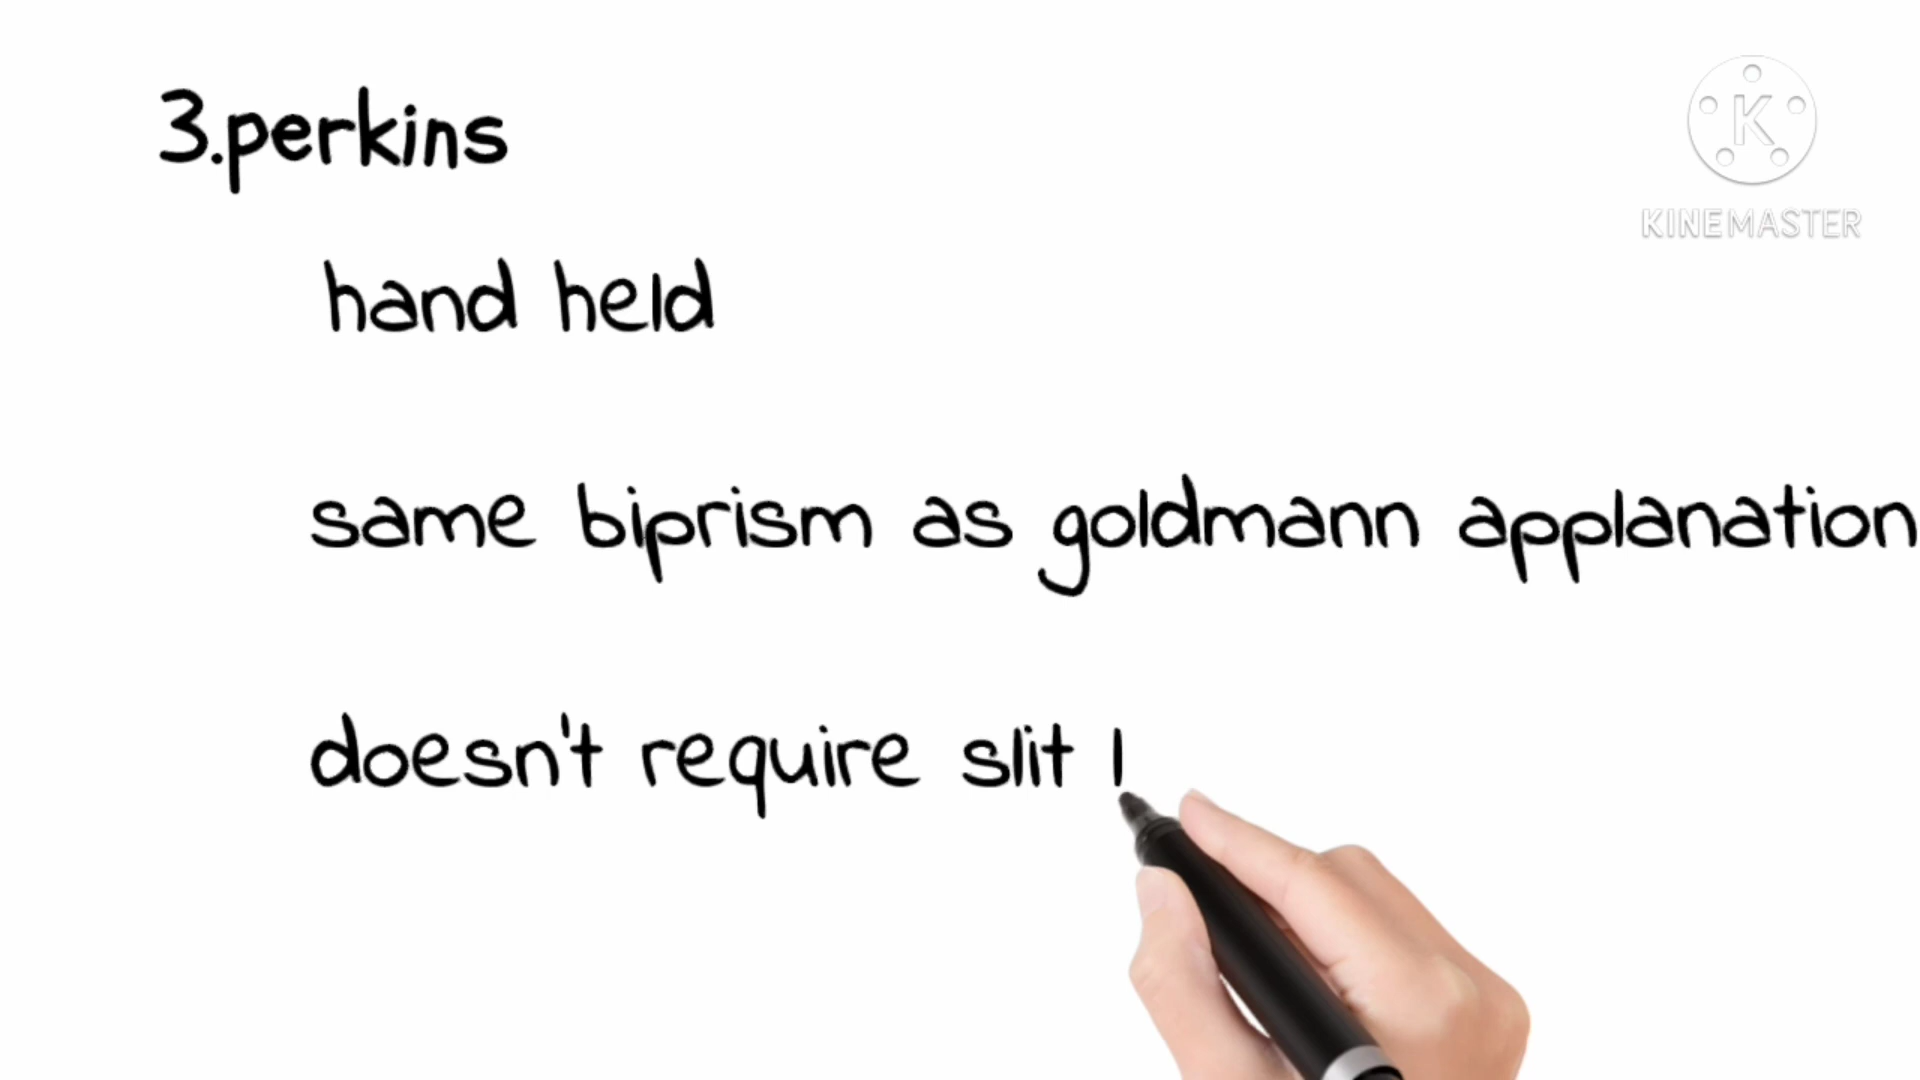 3.perkins
K
KINEMASTER
hand held
same biprism as goldmann applanation
doesn't require slit l